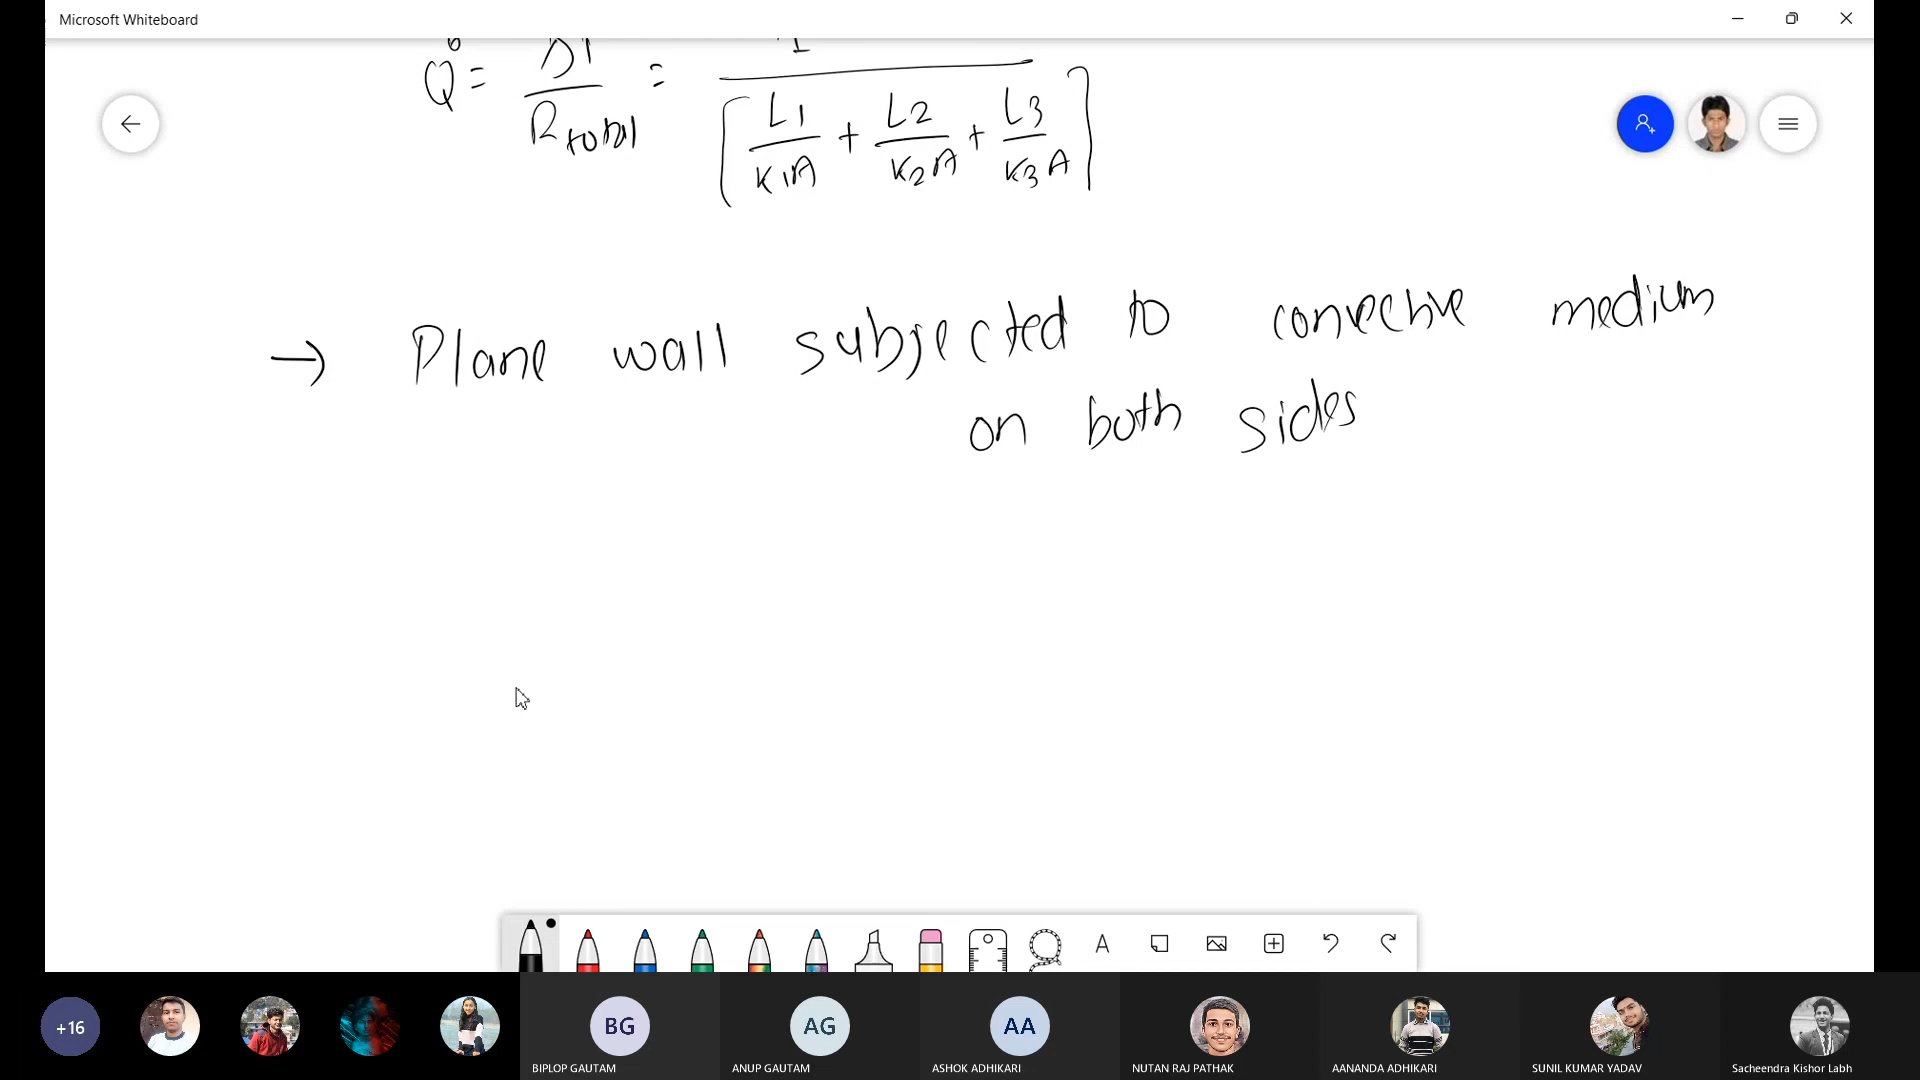 Microsoft Whiteboard
Q̇ = ΔT / R total = / [ L1 / K1A + L2 / K2A + L3 / K3A ]
→ Plane wall subjected to convective medium
on both sides
A
+16
BG
AG
AA
BIPLOP GAUTAM
ANUP GAUTAM
ASHOK ADHIKARI
NUTAN RAJ PATHAK
AANANDA ADHIKARI
SUNIL KUMAR YADAV
Sacheendra Kishor Labh